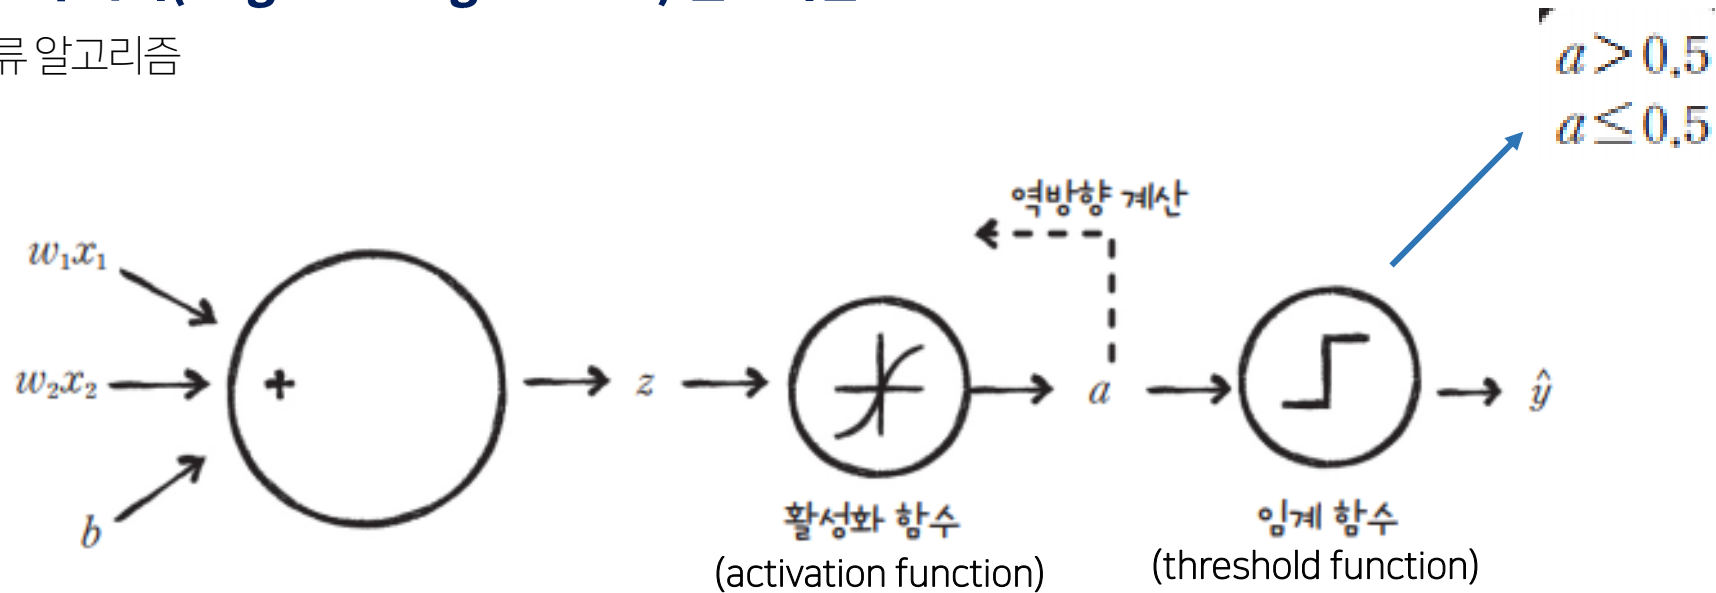 류 알고리즘
a>0.5
a≤0.5
역방향 계산
w₁x₁
w₂x₂
b
+
z
a
ŷ
활성화 함수
(activation function)
임계 함수
(threshold function)